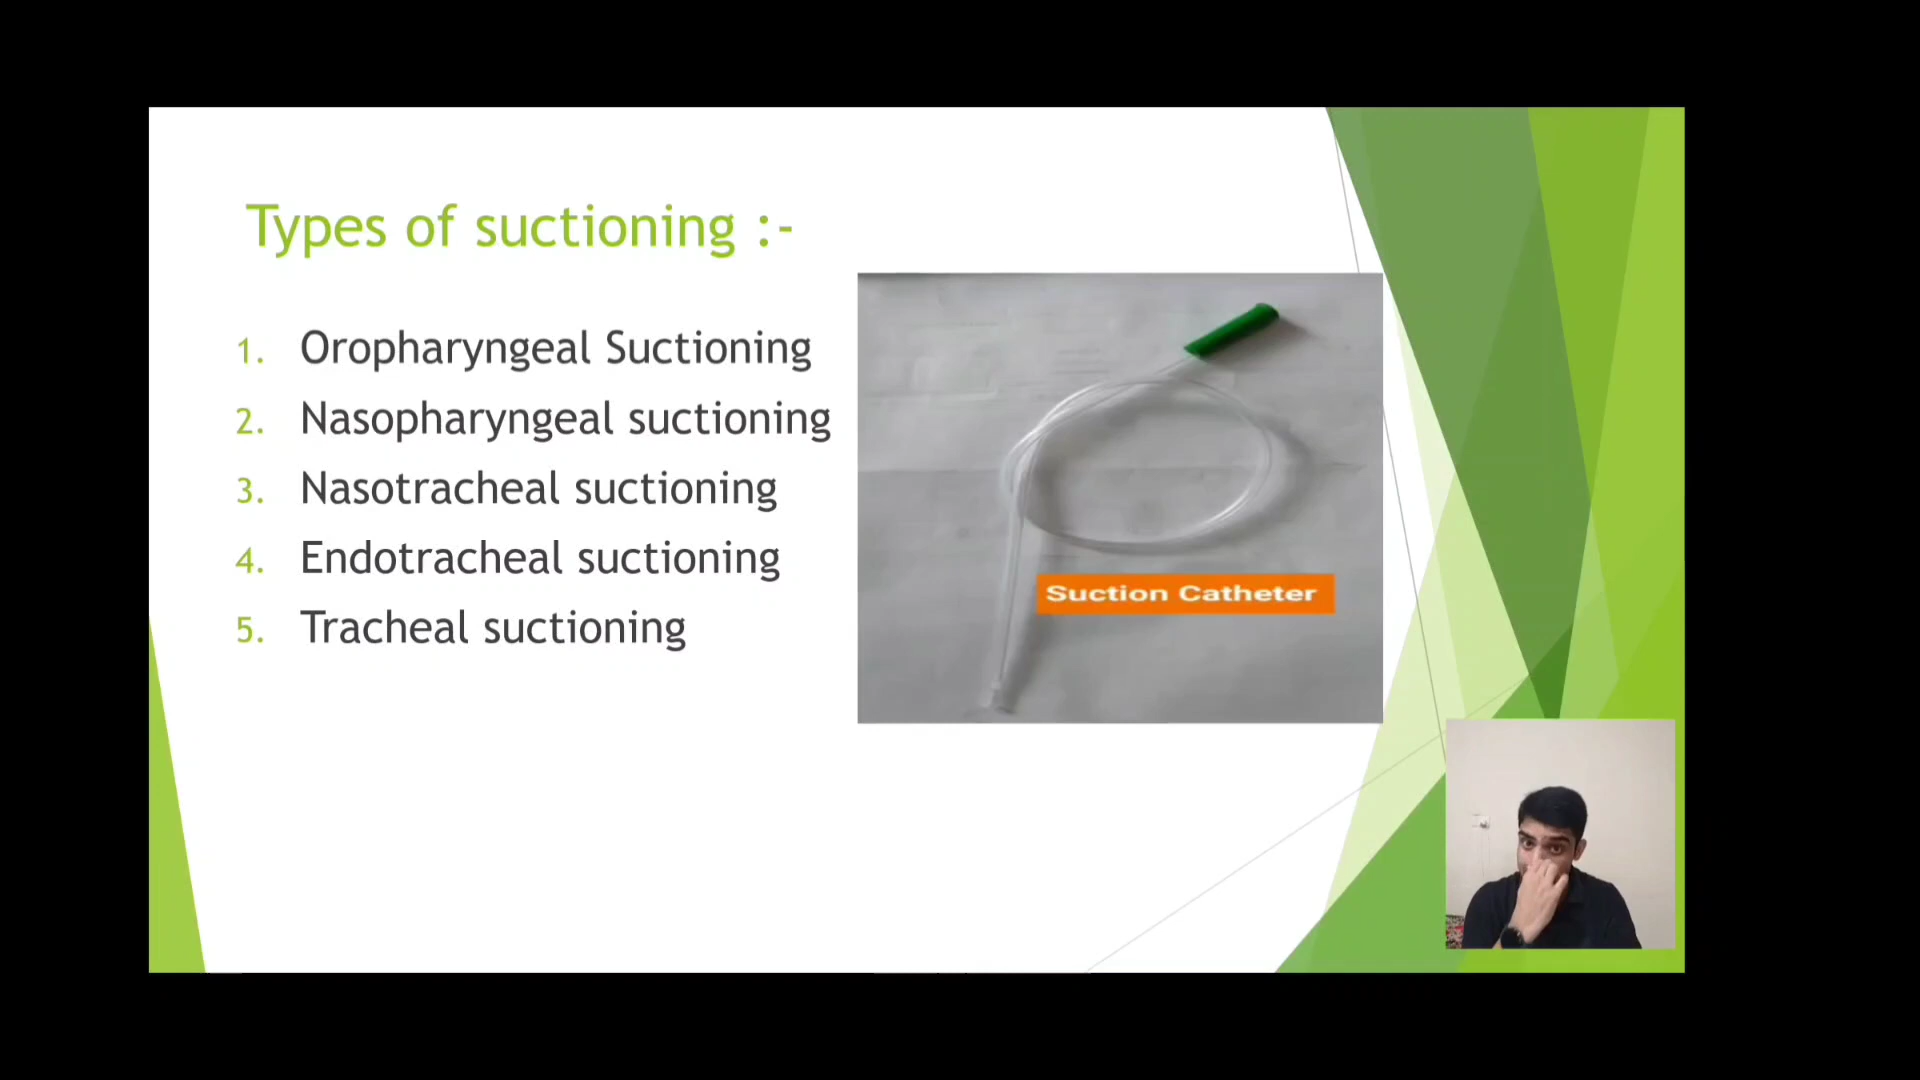 Types of suctioning :-
1. Oropharyngeal Suctioning
2. Nasopharyngeal suctioning
3. Nasotracheal suctioning
4. Endotracheal suctioning
5. Tracheal suctioning
Suction Catheter